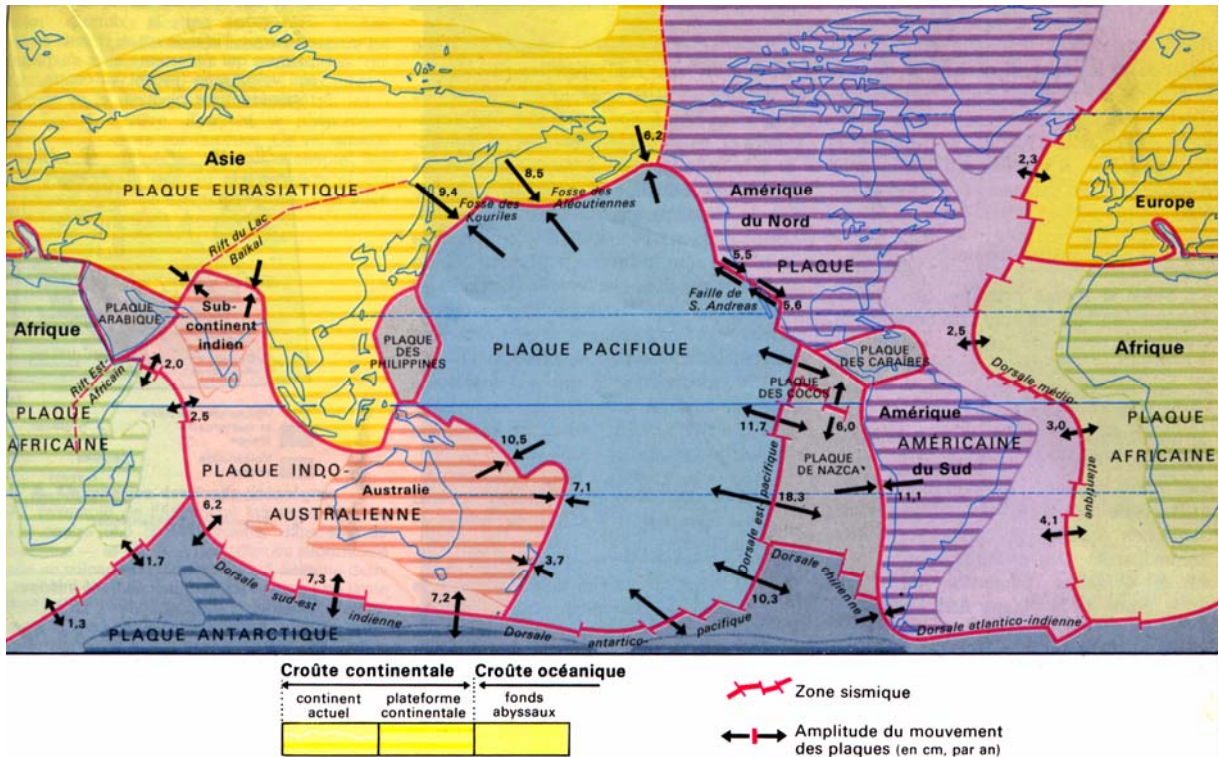 Asie
PLAQUE EURASIATIQUE
Rift du Lac
Baïkal
9,4
Fosse des
Kouriles
8,5
Fosse des
Aléoutiennes
6,2
Amérique
du Nord
PLAQUE
5,5
Faille de
S. Andreas
5,6
2,3
Europe
Afrique
PLAQUE
ARABIQUE
Sub-
continent
indien
PLAQUE
DES
PHILIPPINES
PLAQUE PACIFIQUE
PLAQUE
DES CARAÏBES
2,5
Afrique
Rift Est-
Africain
2,0
2,5
PLAQUE
AFRICAINE
PLAQUE
DES COCOS
11,7
6,0
Amérique
AMÉRICAINE
du Sud
Dorsale médio-
atlantique
3,0
PLAQUE
AFRICAINE
PLAQUE INDO-
AUSTRALIENNE
Australie
10,5
7,1
3,7
PLAQUE
DE NAZCA
18,3
11,1
4,1
6,2
1,7
1,3
7,3
7,2
Dorsale
sud-est
indienne
Dorsale est pacifique
Dorsale chilienne
10,3
PLAQUE ANTARCTIQUE
Dorsale
antartico-
pacifique
Dorsale atlantico-indienne
Croûte continentale
Croûte océanique
continent
actuel
plateforme
continentale
fonds
abyssaux
Zone sismique
Amplitude du mouvement
des plaques (en cm, par an)